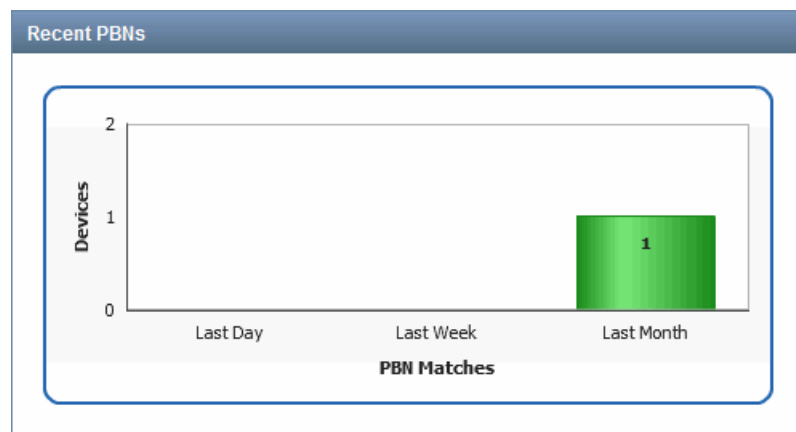 Recent PBNs
2
Devices
1
1
0
Last Day Last Week Last Month
PBN Matches